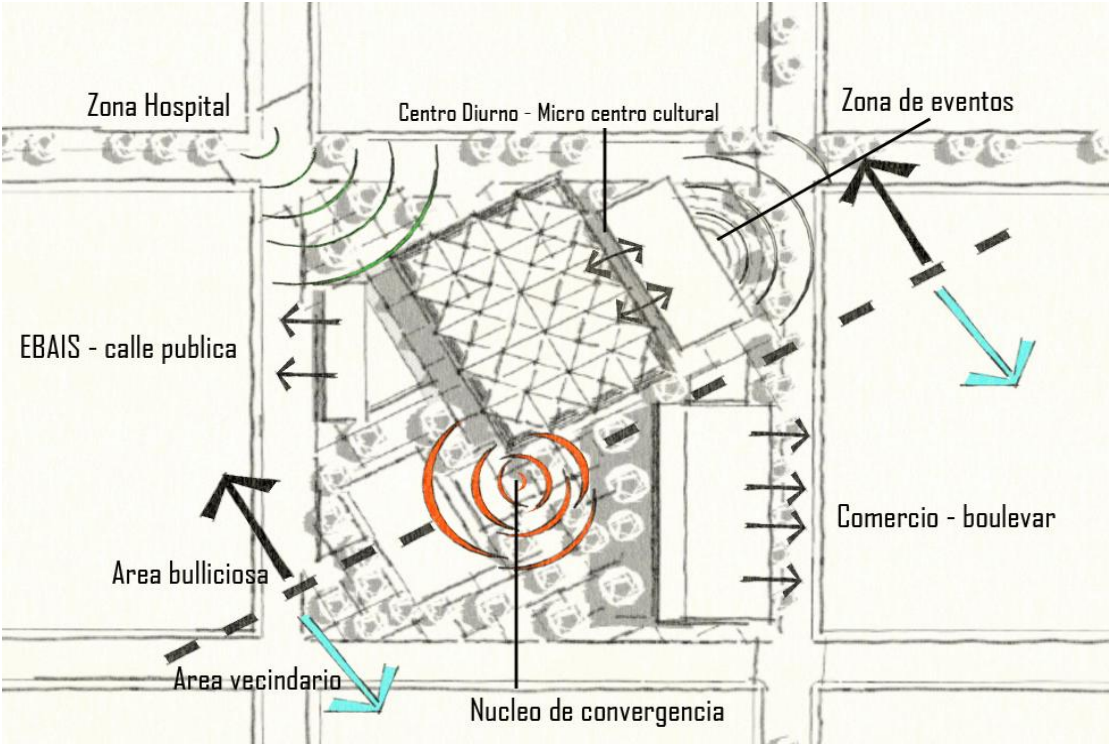 Zona Hospital
Centro Diurno - Micro centro cultural
Zona de eventos
EBAIS - calle publica
Comercio - boulevar
Area bulliciosa
Area vecindario
Nucleo de convergencia